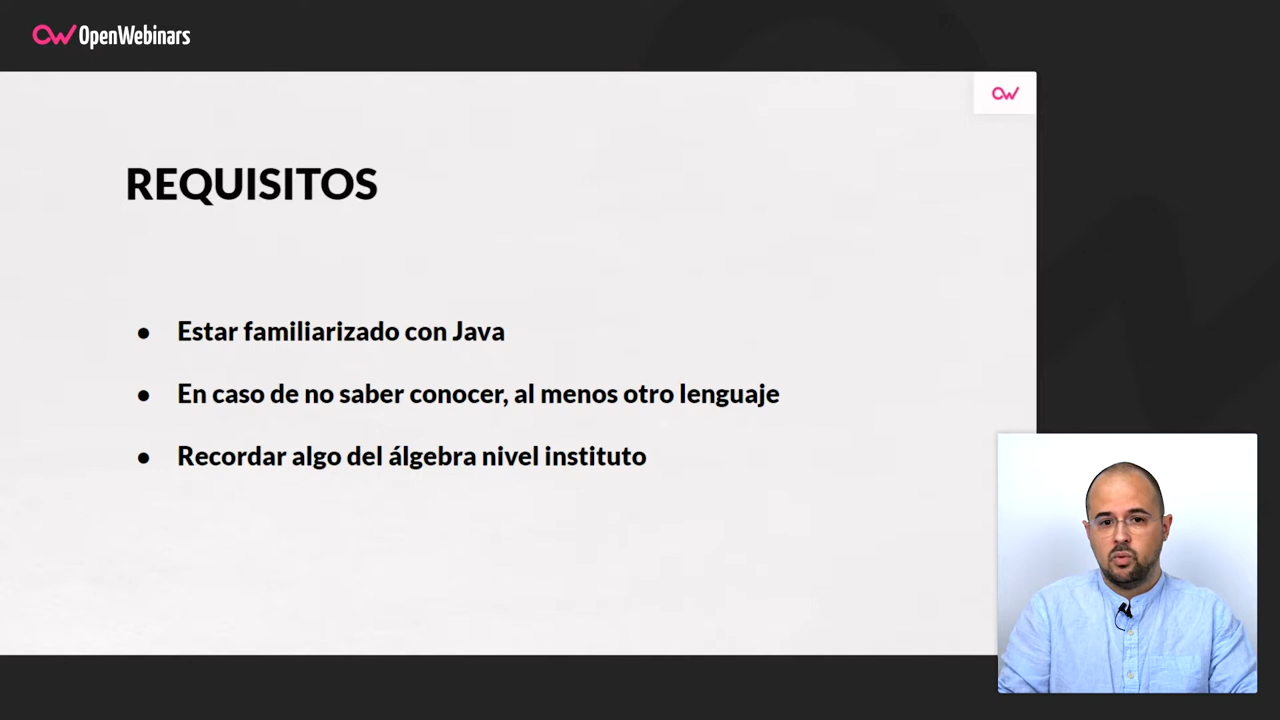 OpenWebinars
REQUISITOS
● Estar familiarizado con Java
● En caso de no saber conocer, al menos otro lenguaje
● Recordar algo del álgebra nivel instituto